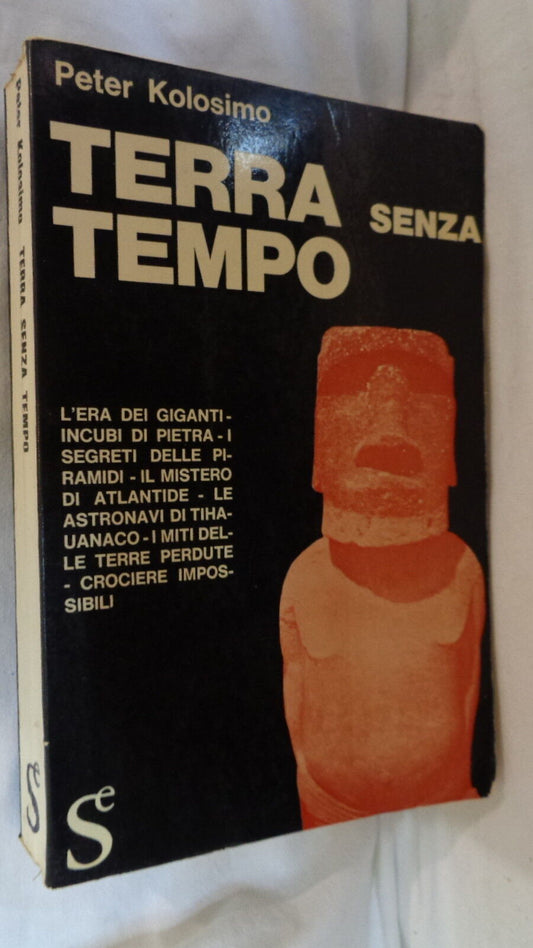 Peter Kolosimo
TERRA
SENZA
TEMPO
L'ERA DEI GIGANTI-
INCUBI DI PIETRA-I
SEGRETI DELLE PI-
RAMIDI-IL MISTERO
DI ATLANTIDE-LE
ASTRONAVI DI TIHA-
UANACO-I MITI DEL-
LE TERRE PERDUTE
-CROCIERE IMPOS-
SIBILI
Se
Peter Kolosimo TERRA SENZA TEMPO
Se